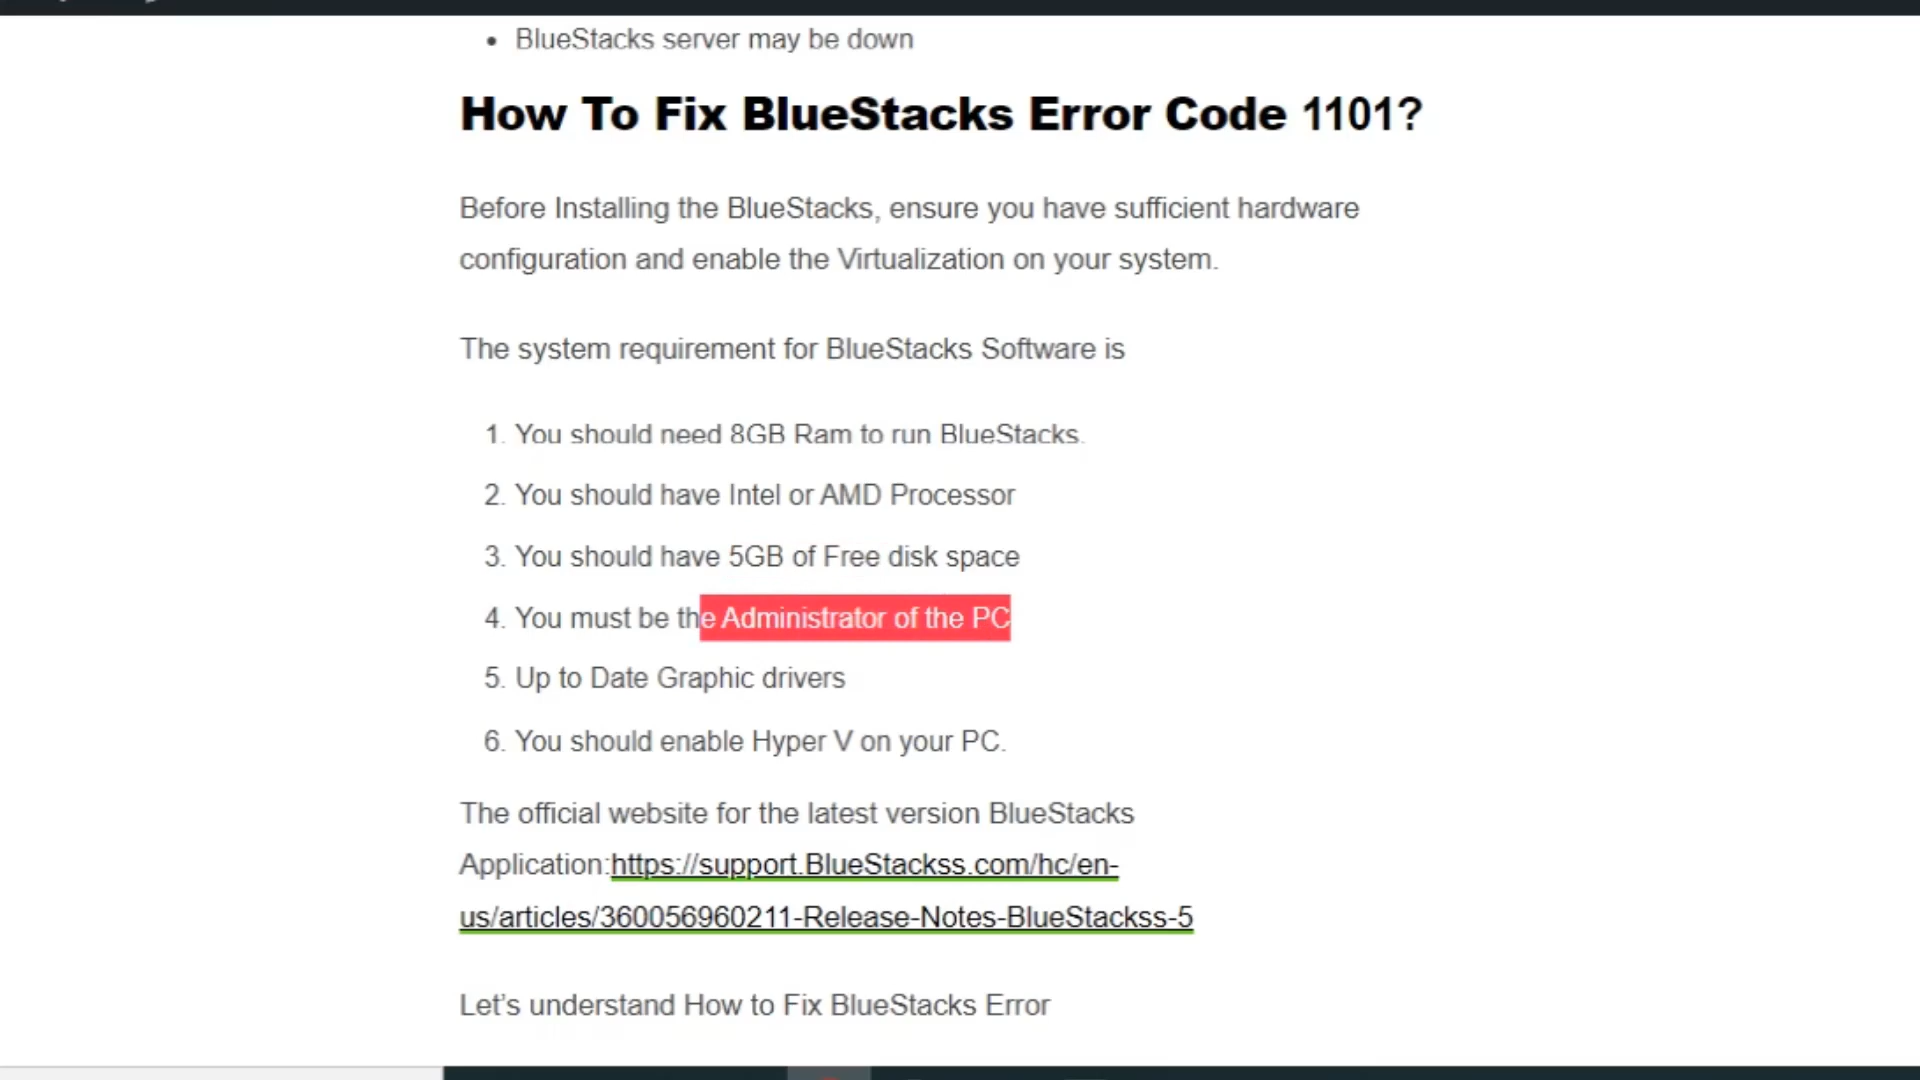 • BlueStacks server may be down
How To Fix BlueStacks Error Code 1101?
Before Installing the BlueStacks, ensure you have sufficient hardware
configuration and enable the Virtualization on your system.
The system requirement for BlueStacks Software is
1. You should need 8GB Ram to run BlueStacks.
2. You should have Intel or AMD Processor
3. You should have 5GB of Free disk space
4. You must be the Administrator of the PC
5. Up to Date Graphic drivers
6. You should enable Hyper V on your PC.
The official website for the latest version BlueStacks
Application:https://support.BlueStackss.com/hc/en-
us/articles/360056960211-Release-Notes-BlueStackss-5
Let's understand How to Fix BlueStacks Error